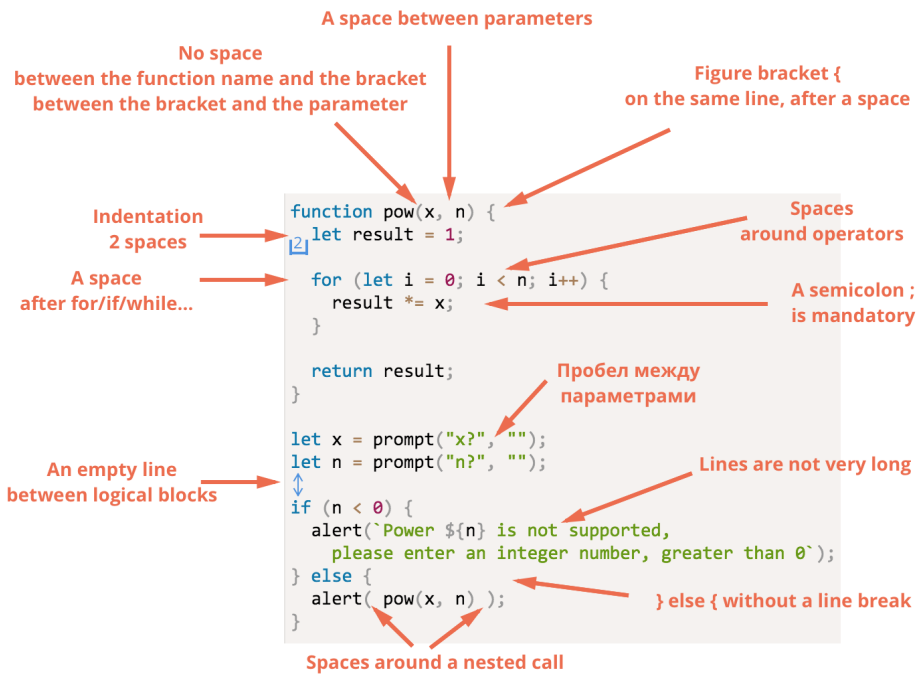 A space between parameters
No space
between the function name and the bracket
between the bracket and the parameter
Figure bracket {
on the same line, after a space
Indentation
2 spaces
A space
after for/if/while...
Spaces
around operators
A semicolon ;
is mandatory
function pow(x, n) {
2
  let result = 1;
  for (let i = 0; i < n; i++) {
    result *= x;
  }
  return result;
}
Пробел между
параметрами
let x = prompt("x?", "");
let n = prompt("n?", "");
An empty line
between logical blocks
Lines are not very long
if (n < 0) {
  alert(`Power ${n} is not supported,
    please enter an integer number, greater than 0`);
} else {
  alert( pow(x, n) );
}
} else { without a line break
Spaces around a nested call